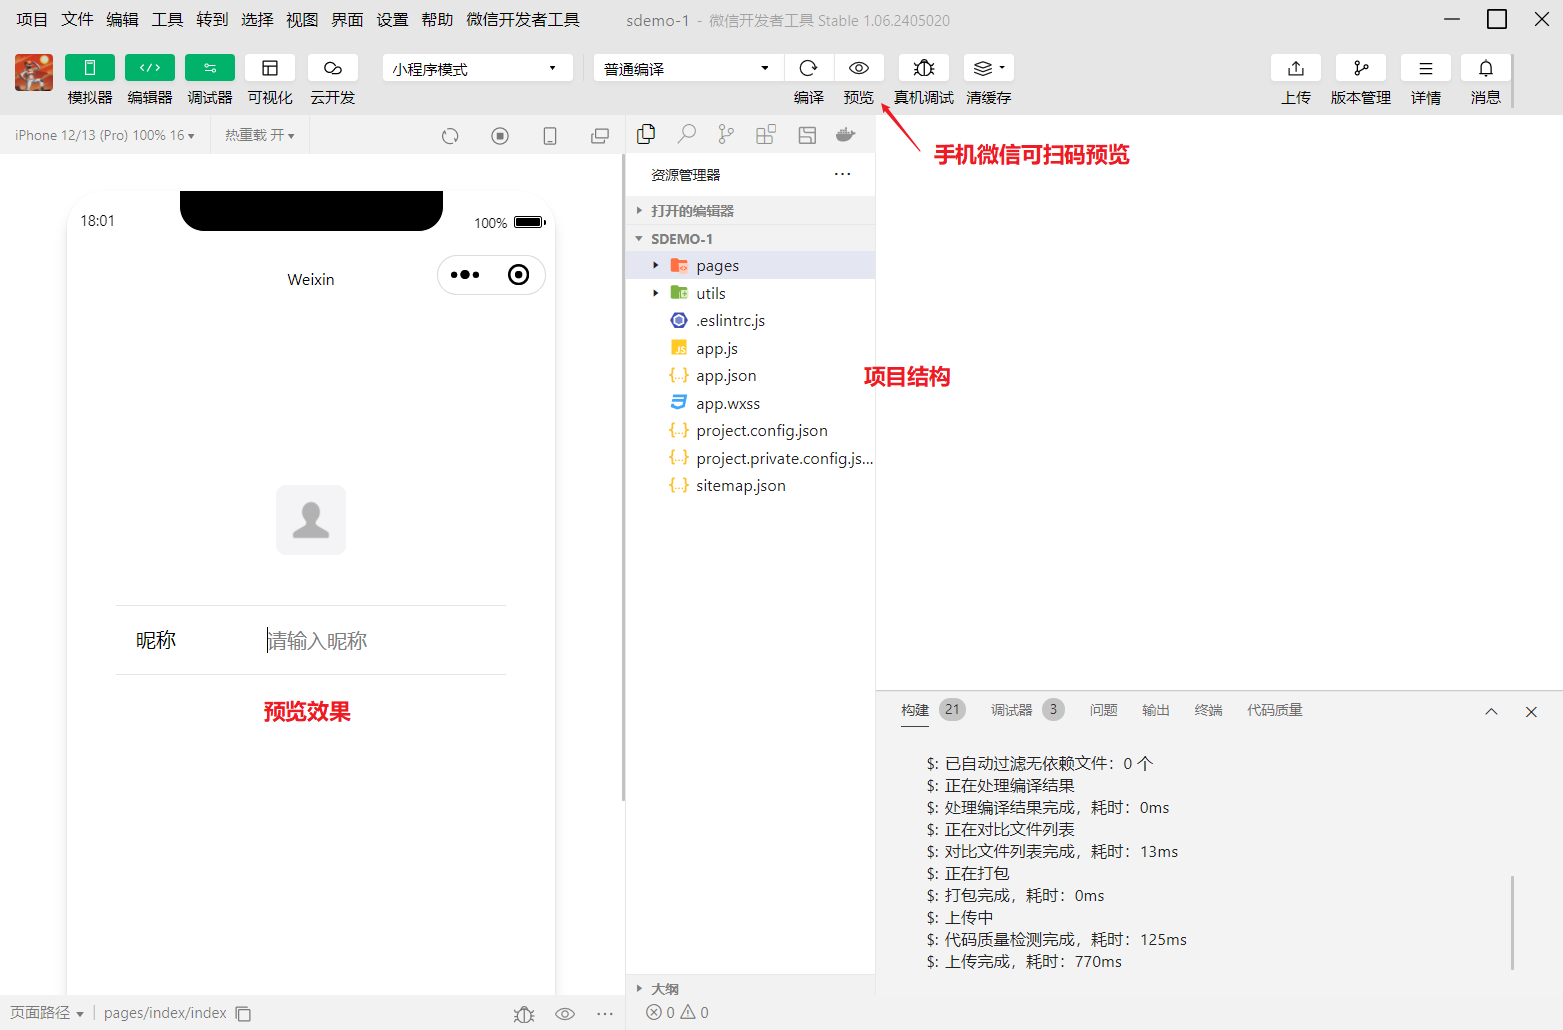 项目 文件 编辑 工具 转到 选择 视图 界面 设置 帮助 微信开发者工具 sdemo-1 - 微信开发者工具 Stable 1.06.2405020
小程序模式 普通编译
模拟器 编辑器 调试器 可视化 云开发 编译 预览 真机调试 清缓存 上传 版本管理 详情 消息
手机微信可扫码预览
iPhone 12/13 (Pro) 100% 16 热重载 开
18:01 100%
Weixin
昵称 请输入昵称
预览效果
页面路径 pages/index/index
资源管理器
打开的编辑器
SDEMO-1
pages
utils
.eslintrc.js
JS app.js
{..} app.json
app.wxss
{..} project.config.json
{..} project.private.config.js...
{..} sitemap.json
项目结构
大纲
0 0
构建 21 调试器 3 问题 输出 终端 代码质量
$: 已自动过滤无依赖文件：0 个
$: 正在处理编译结果
$: 处理编译结果完成，耗时：0ms
$: 正在对比文件列表
$: 对比文件列表完成，耗时：13ms
$: 正在打包
$: 打包完成，耗时：0ms
$: 上传中
$: 代码质量检测完成，耗时：125ms
$: 上传完成，耗时：770ms